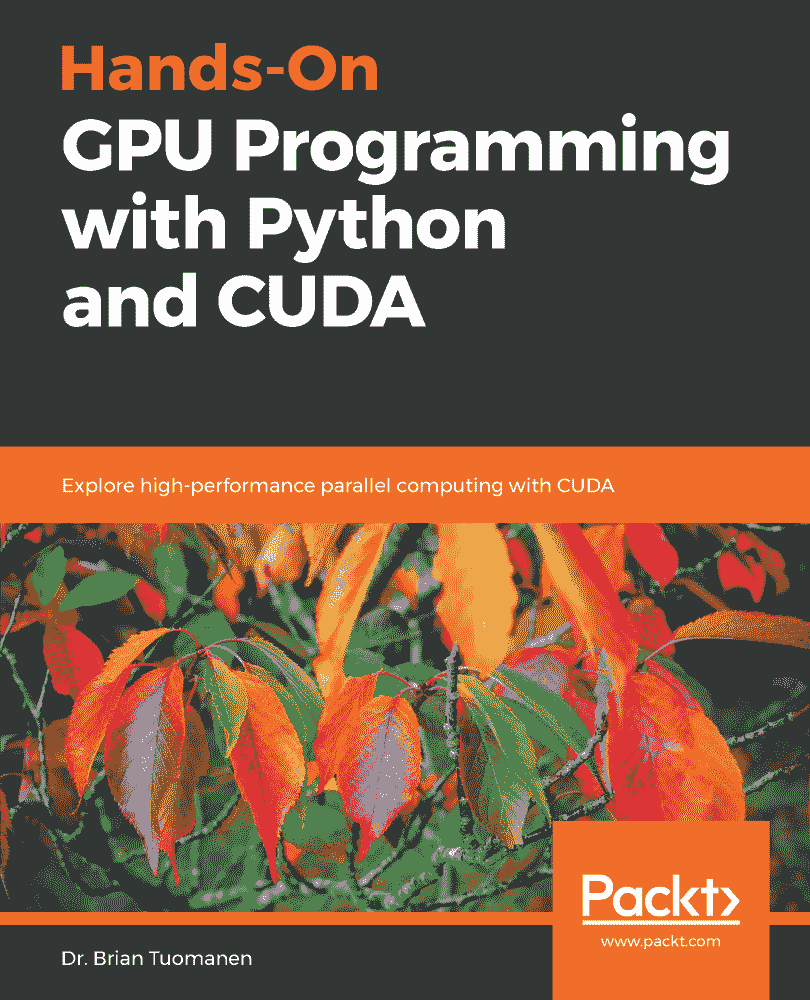 Hands-On
GPU Programming
with Python
and CUDA
Explore high-performance parallel computing with CUDA
Packt>
www.packt.com
Dr. Brian Tuomanen